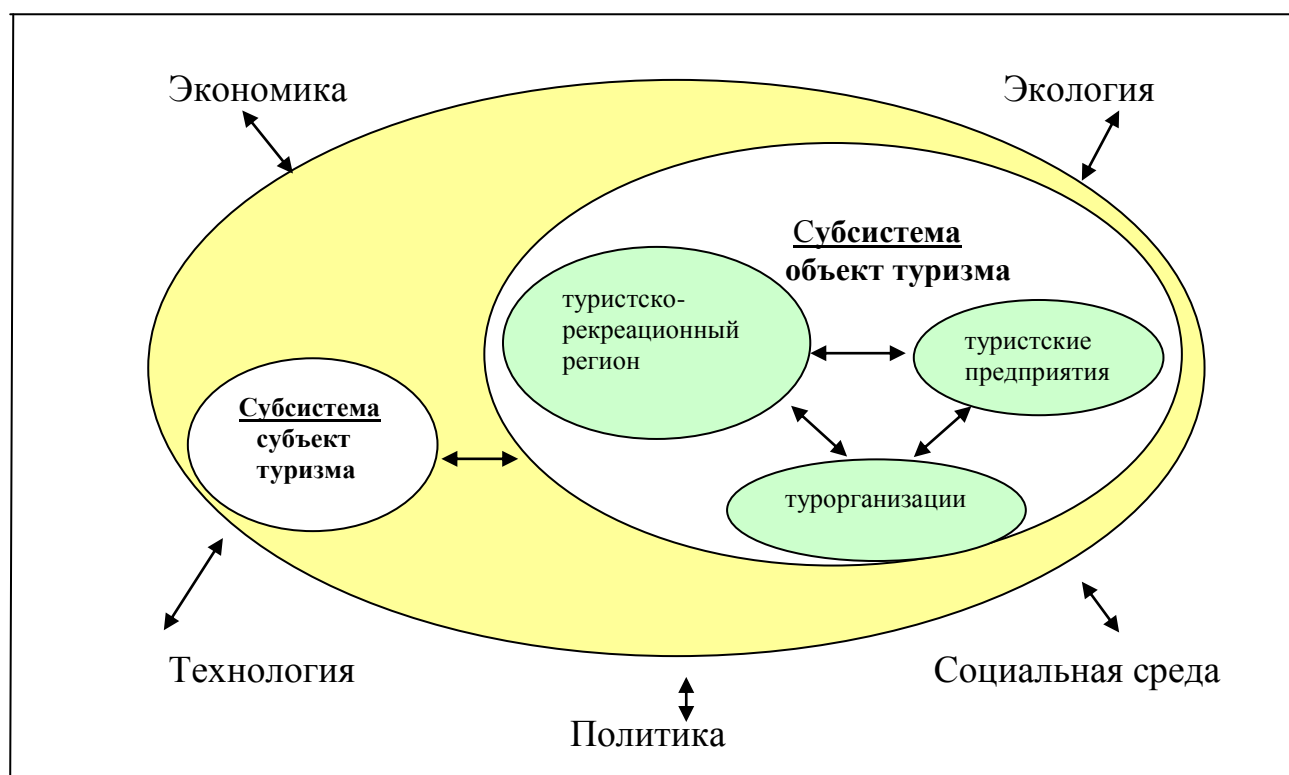 Экономика
Экология
Субсистема
объект туризма
туристско-
рекреационный
регион
туристские
предприятия
Субсистема
субъект
туризма
турорганизации
Технология
Социальная среда
Политика